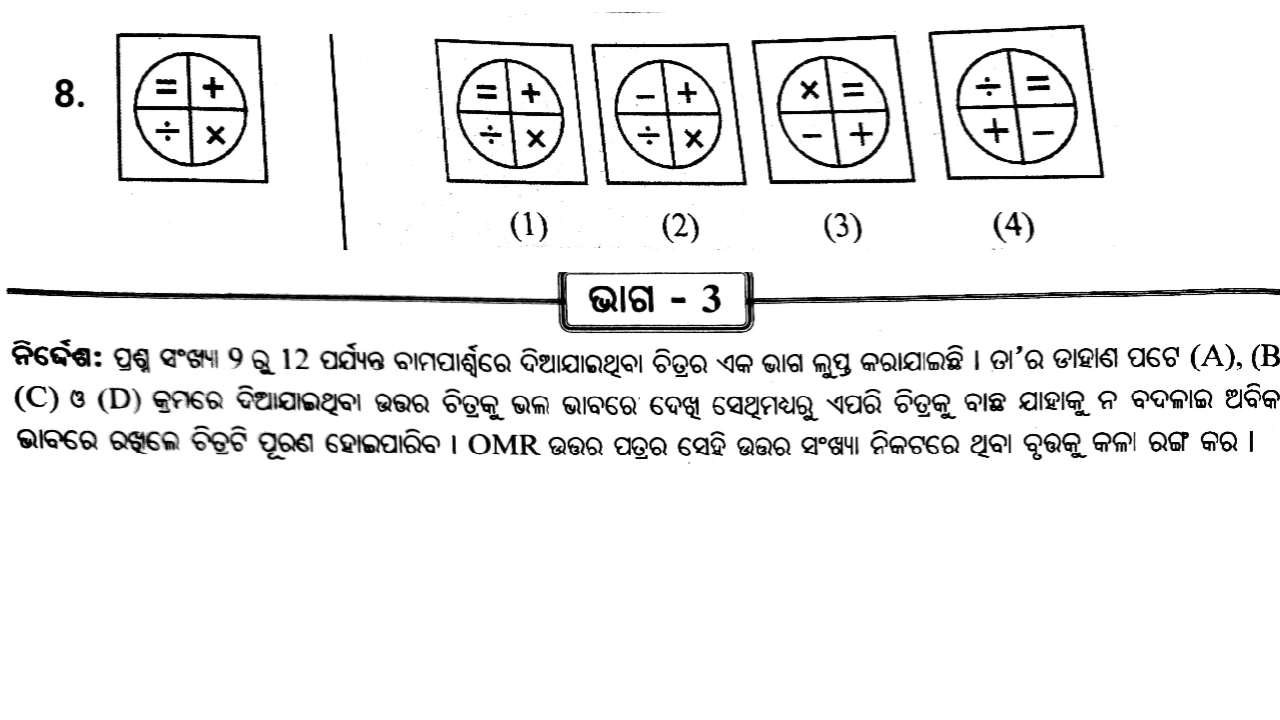 8. = + ÷ × = + ÷ × − + ÷ × × = − + ÷ = + −
(1) (2) (3) (4)
ଭାଗ - 3
ନିର୍ଦ୍ଦେଶ: ପ୍ରଶ୍ନ ସଂଖ୍ୟା 9 ରୁ 12 ପର୍ଯ୍ୟନ୍ତ ବାମପାର୍ଶ୍ୱରେ ଦିଆଯାଇଥିବା ଚିତ୍ରର ଏକ ଭାଗ ଲୁପ୍ତ କରାଯାଇଛି । ତା'ର ଡାହାଣ ପଟେ (A), (B
(C) ଓ (D) କ୍ରମରେ ଦିଆଯାଇଥିବା ଉତ୍ତର ଚିତ୍ରକୁ ଭଲ ଭାବରେ ଦେଖି ସେଥିମଧ୍ୟରୁ ଏପରି ଚିତ୍ରକୁ ବାଛ ଯାହାକୁ ନ ବଦଳାଇ ଅବିକ
ଭାବରେ ରଖିଲେ ଚିତ୍ରଟି ପୂରଣ ହୋଇପାରିବ । OMR ଉତ୍ତର ପତ୍ରର ସେହି ଉତ୍ତର ସଂଖ୍ୟା ନିକଟରେ ଥିବା ବୃତ୍ତକୁ କଳା ରଙ୍ଗ କର ।